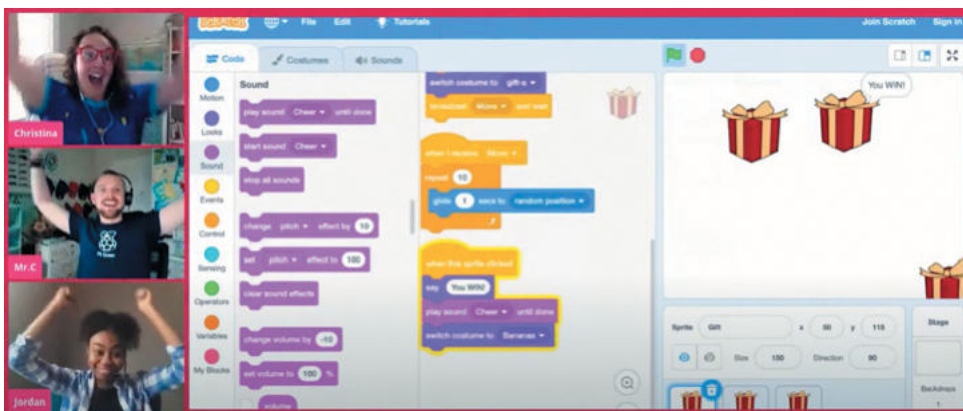 SCRATCH
File Edit Tutorials Join Scratch Sign in
Code Costumes Sounds
Christina
Mr.C
Jordan
Motion
Looks
Sound
Events
Control
Sensing
Operators
Variables
My Blocks
Sound
play sound Cheer until done
start sound Cheer
stop all sounds
change pitch effect by 10
set pitch effect to 100
clear sound effects
change volume by -10
set volume to 100 %
volume
switch costume to gift-a
broadcast Move and wait
when I receive Move
repeat 10
glide 1 secs to random position
when this sprite clicked
say You WIN!
play sound Cheer until done
switch costume to Bananas
You WIN!
Sprite Gift x y 115
Size 100 Direction 90
Stage
Backdrops
1